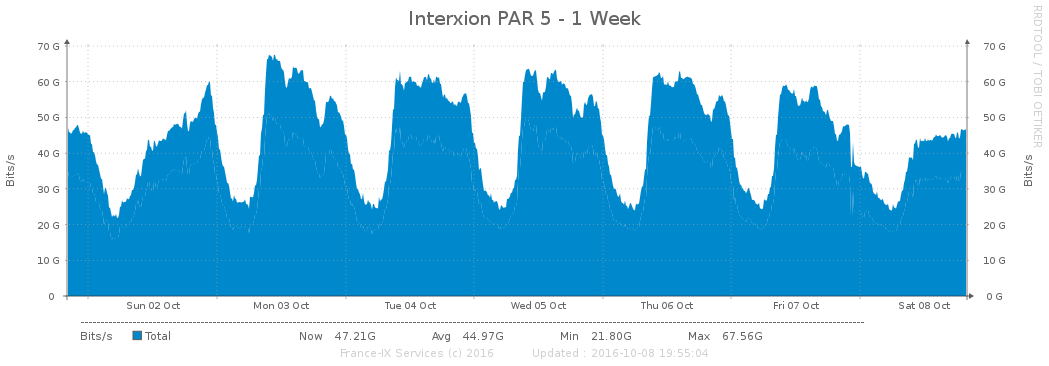 Interxion PAR 5 - 1 Week
RRDTOOL / TOBI OETIKER
Bits/s
70 G
60 G
50 G
40 G
30 G
20 G
10 G
0
70 G
60 G
50 G
40 G
30 G
20 G
10 G
0 G
Bits/s
Sun 02 Oct Mon 03 Oct Tue 04 Oct Wed 05 Oct Thu 06 Oct Fri 07 Oct Sat 08 Oct
Bits/s Total Now 47.21G Avg 44.97G Min 21.80G Max 67.56G
France-IX Services (c) 2016 Updated : 2016-10-08 19:55:04